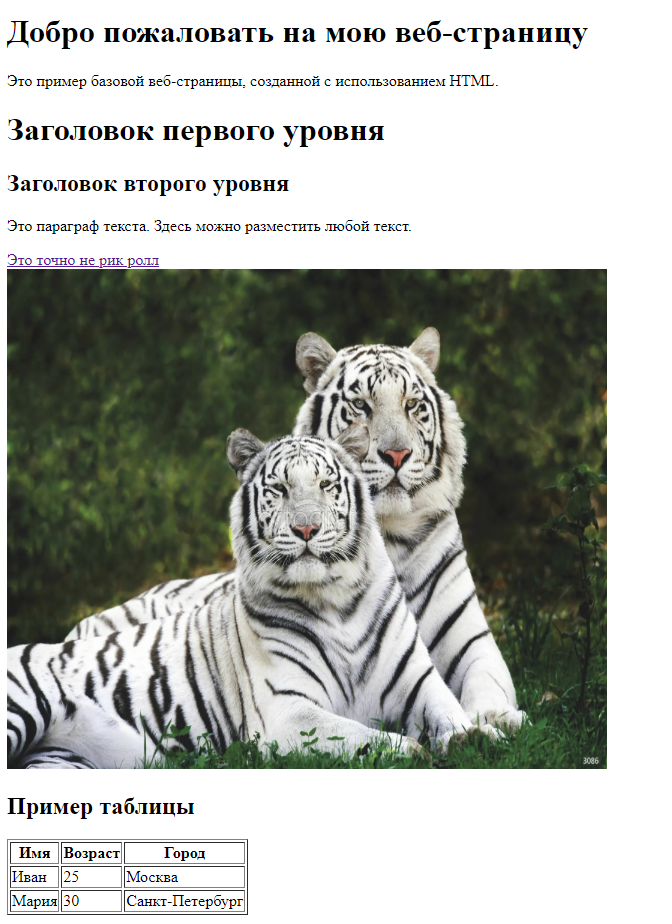 Добро пожаловать на мою веб-страницу
Это пример базовой веб-страницы, созданной с использованием HTML.
Заголовок первого уровня
Заголовок второго уровня
Это параграф текста. Здесь можно разместить любой текст.
Это точно не рик ролл
3086
Пример таблицы
Имя Возраст Город
Иван 25 Москва
Мария 30 Санкт-Петербург